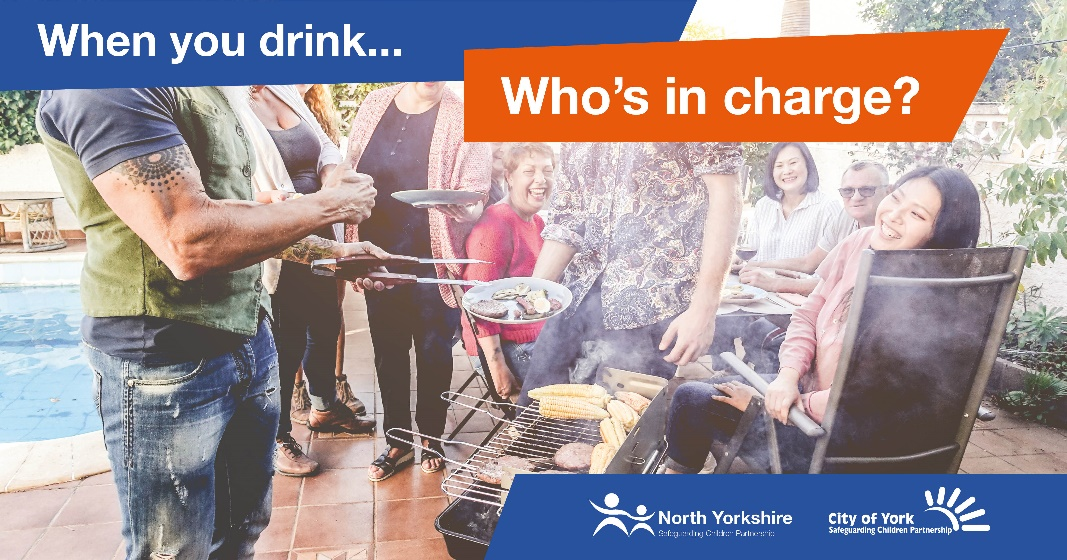 When you drink...
Who's in charge?
North Yorkshire
Safeguarding Children Partnership
City of York
Safeguarding Children Partnership